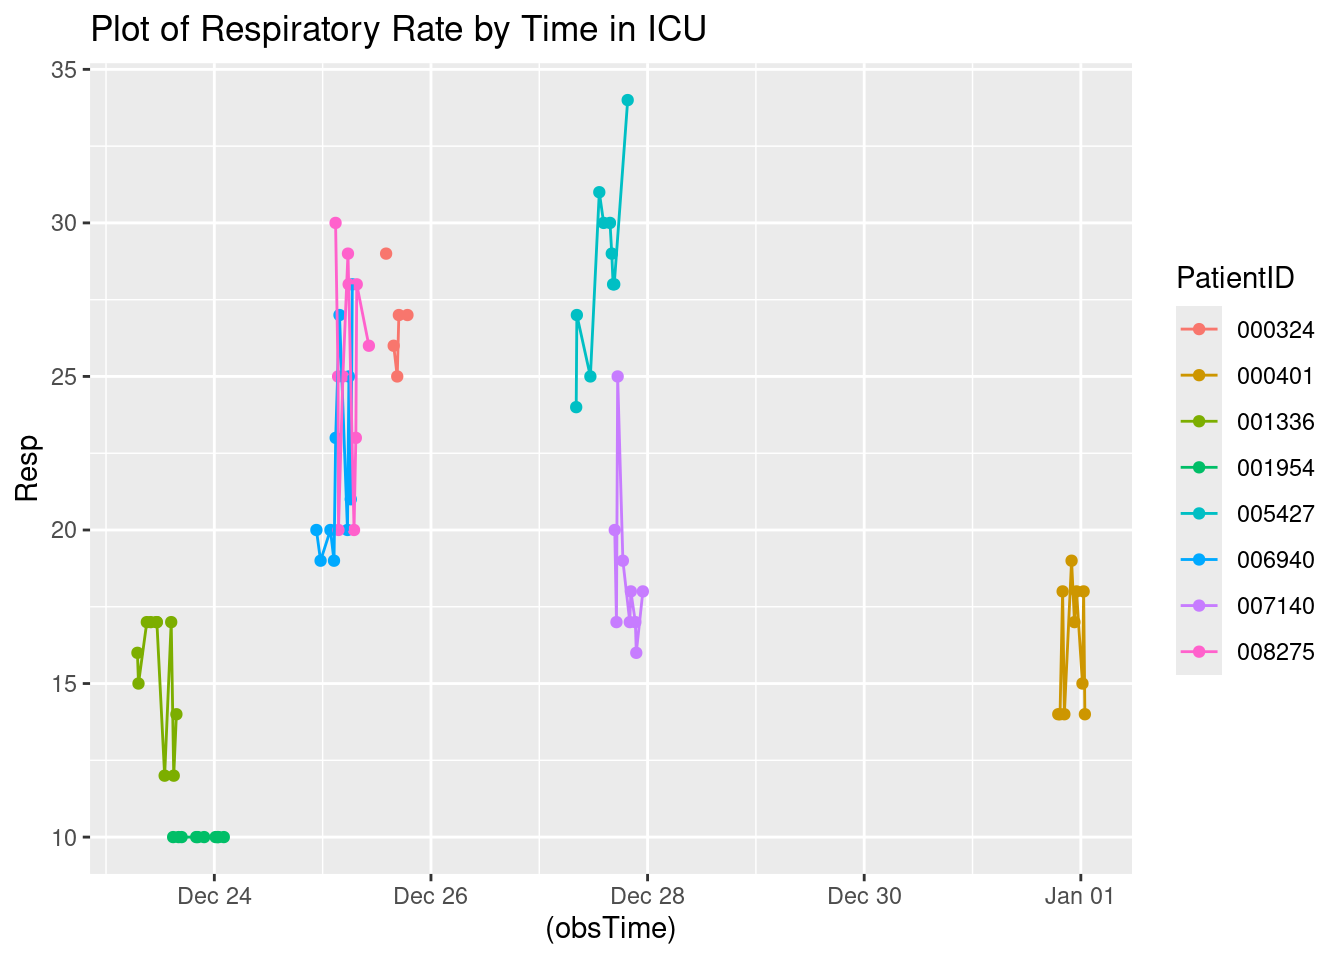 Plot of Respiratory Rate by Time in ICU
35
30
25
20
15
10
Resp
Dec 24
Dec 26
Dec 28
Dec 30
Jan 01
(obsTime)
PatientID
000324
000401
001336
001954
005427
006940
007140
008275